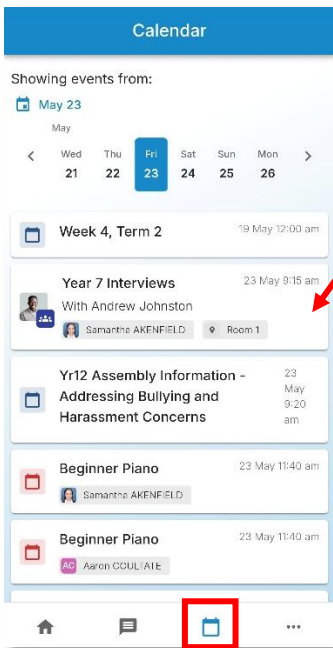 Calendar
Showing events from:
May 23
May
Wed Thu Fri Sat Sun Mon
21 22 23 24 25 26
Week 4, Term 2 19 May 12:00 am
Year 7 Interviews 23 May 9:15 am
With Andrew Johnston
Samantha AKENFIELD Room 1
Yr12 Assembly Information - 23
Addressing Bullying and May
Harassment Concerns 9:20
am
Beginner Piano 23 May 11:40 am
Samantha AKENFIELD
Beginner Piano 23 May 11:40 am
AC Aaron COULTATE